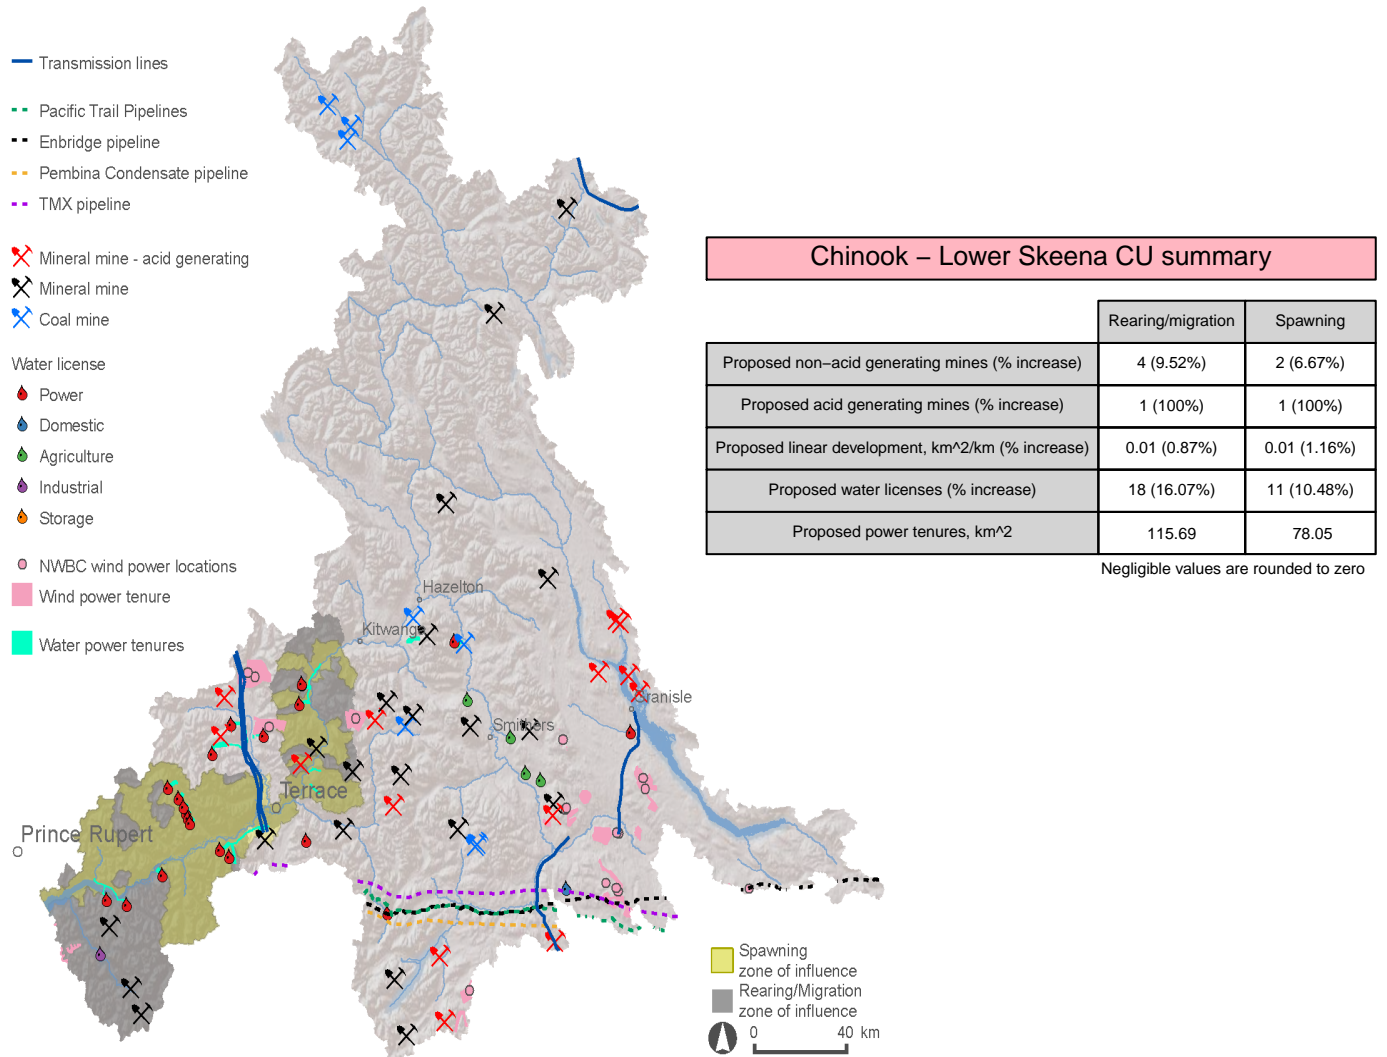 Transmission lines
Pacific Trail Pipelines
Enbridge pipeline
Pembina Condensate pipeline
TMX pipeline
Mineral mine - acid generating
Mineral mine
Coal mine
Water license
Power
Domestic
Agriculture
Industrial
Storage
NWBC wind power locations
Wind power tenure
Water power tenures
Hazelton
Kitwanga
Smithers
Granisle
Terrace
Prince Rupert
Chinook – Lower Skeena CU summary
Rearing/migration Spawning
Proposed non–acid generating mines (% increase) 4 (9.52%) 2 (6.67%)
Proposed acid generating mines (% increase) 1 (100%) 1 (100%)
Proposed linear development, km^2/km (% increase) 0.01 (0.87%) 0.01 (1.16%)
Proposed water licenses (% increase) 18 (16.07%) 11 (10.48%)
Proposed power tenures, km^2 115.69 78.05
Negligible values are rounded to zero
Spawning
zone of influence
Rearing/Migration
zone of influence
0 40 km